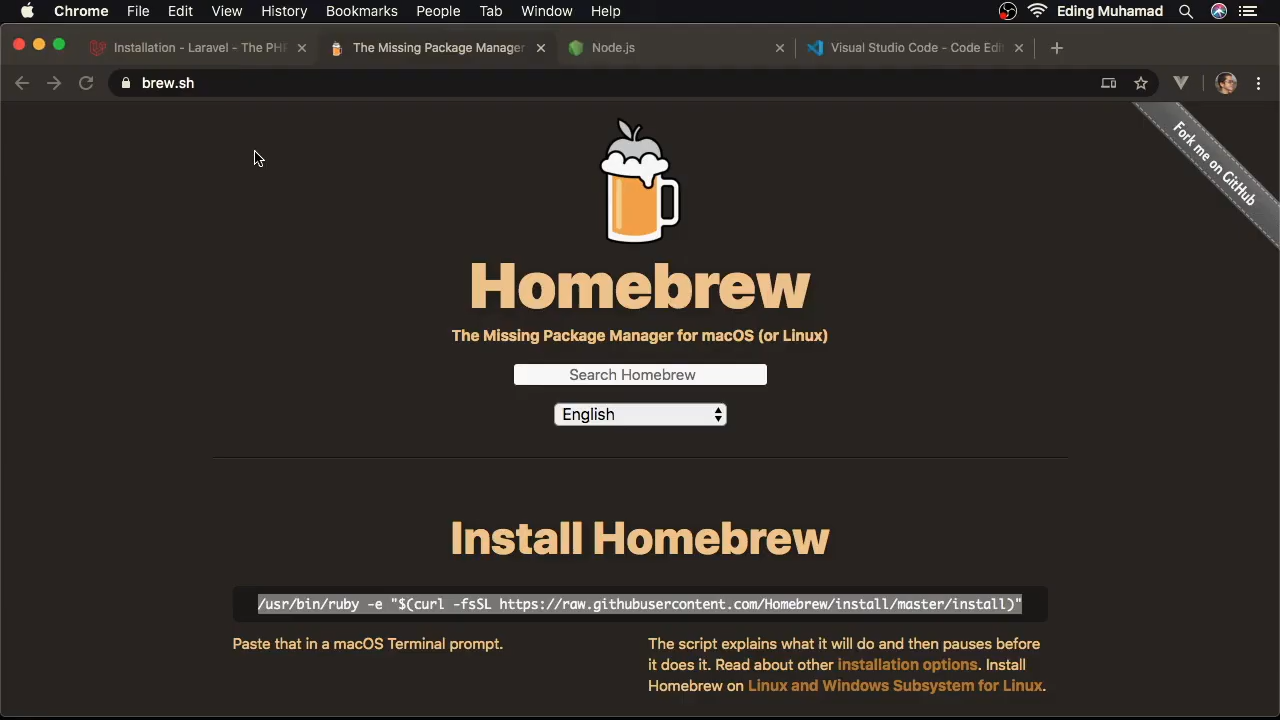 Chrome File Edit View History Bookmarks People Tab Window Help Eding Muhamad
Installation - Laravel - The PHP The Missing Package Manager Node.js Visual Studio Code - Code Edi
brew.sh
Fork me on GitHub
Homebrew
The Missing Package Manager for macOS (or Linux)
Search Homebrew
English
Install Homebrew
/usr/bin/ruby -e "$(curl -fsSL https://raw.githubusercontent.com/Homebrew/install/master/install)"
Paste that in a macOS Terminal prompt.
The script explains what it will do and then pauses before
it does it. Read about other installation options. Install
Homebrew on Linux and Windows Subsystem for Linux.